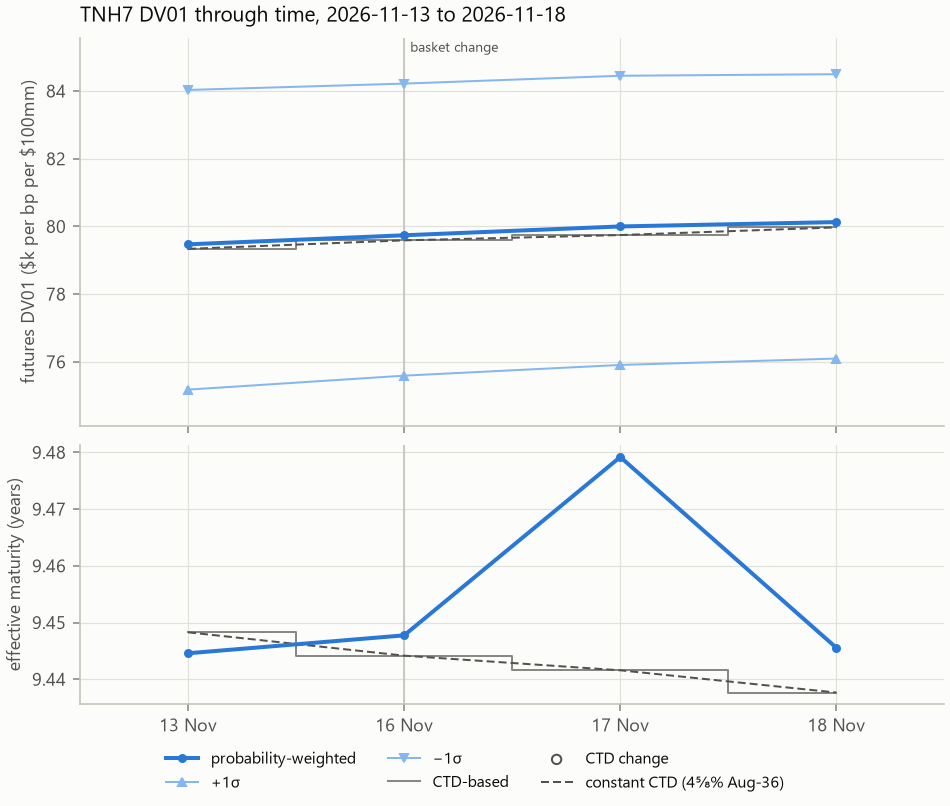 TNH7 DV01 through time, 2026-11-13 to 2026-11-18
basket change
futures DV01 ($k per bp per $100mm)
84
82
80
78
76
effective maturity (years)
9.48
9.47
9.46
9.45
9.44
13 Nov
16 Nov
17 Nov
18 Nov
probability-weighted
−1σ
CTD change
+1σ
CTD-based
constant CTD (4⅝% Aug-36)